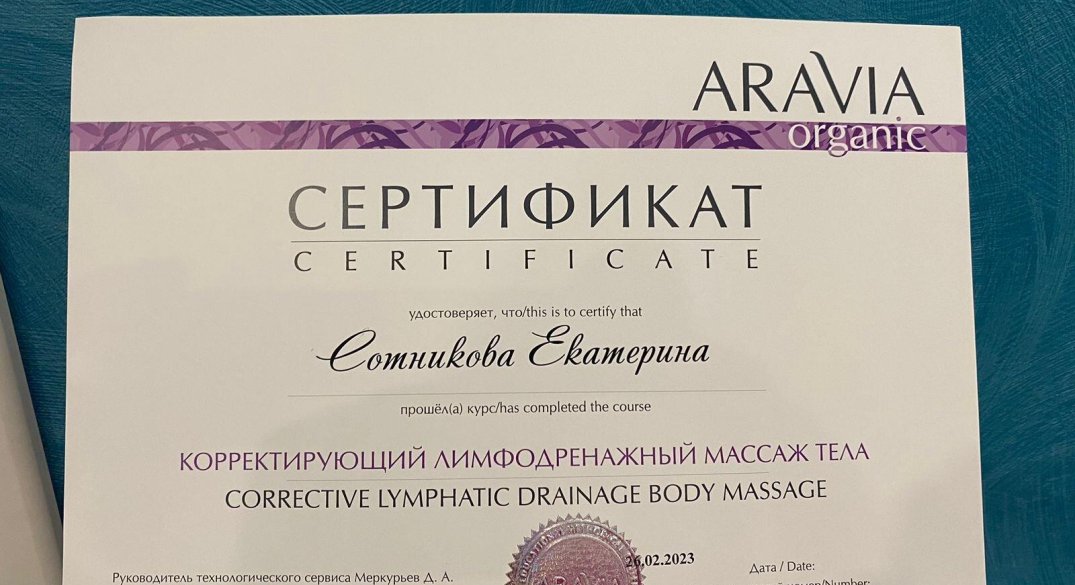 ARAVIA
organic
СЕРТИФИКАТ
CERTIFICATE
удостоверяет, что/this is to certify that
Сотникова Екатерина
прошёл(а) курс/has completed the course
КОРРЕКТИРУЮЩИЙ ЛИМФОДРЕНАЖНЫЙ МАССАЖ ТЕЛА
CORRECTIVE LYMPHATIC DRAINAGE BODY MASSAGE
26,02.2023
Дата / Date:
Руководитель технологического сервиса Меркурьев Д. А.